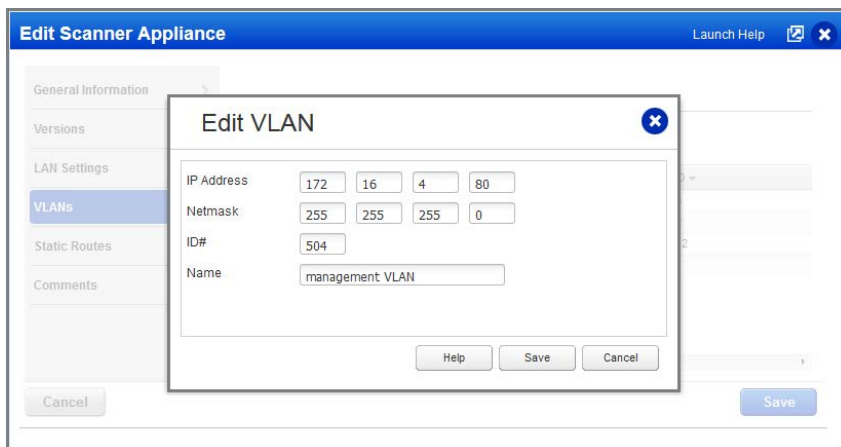 Edit Scanner Appliance
Launch Help
General Information
Versions
LAN Settings
VLANs
Static Routes
Comments
Edit VLAN
IP Address 172 16 4 80
Netmask 255 255 255 0
ID# 504
Name management VLAN
Help Save Cancel
2
Cancel Save